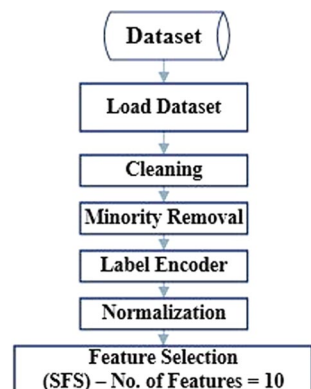 Dataset
Load Dataset
Cleaning
Minority Removal
Label Encoder
Normalization
Feature Selection
(SFS) – No. of Features = 10